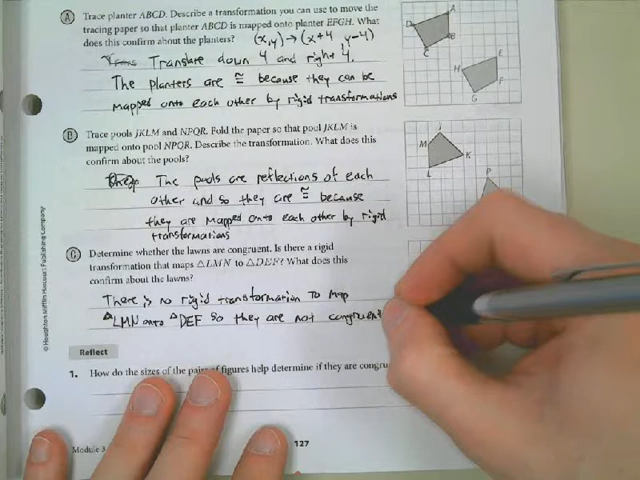 A Trace planter ABCD. Describe a transformation you can use to move the
tracing paper so that planter ABCD is mapped onto planter EFGH. What
does this confirm about the planters? (x,y) → (x+4, y-4)
Translate down 4 and right 4.
The planters are ≅ because they can be
mapped onto each other by rigid transformations
B Trace pools JKLM and NPQR. Fold the paper so that pool JKLM is
mapped onto pool NPQR. Describe the transformation. What does this
confirm about the pools?
The pools are reflections of each
other and so they are ≅ because
they are mapped onto each other by rigid
transformations
C Determine whether the lawns are congruent. Is there a rigid
transformation that maps △LMN to △DEF? What does this
confirm about the lawns?
There is no rigid transformation to map
△LMN onto △DEF so they are not congruent
Reflect
1. How do the sizes of the pairs of figures help determine if they are congru
Module 3
127
© Houghton Mifflin Harcourt Publishing Company
A
D
B
C
E
H
F
G
J
M
K
L
P